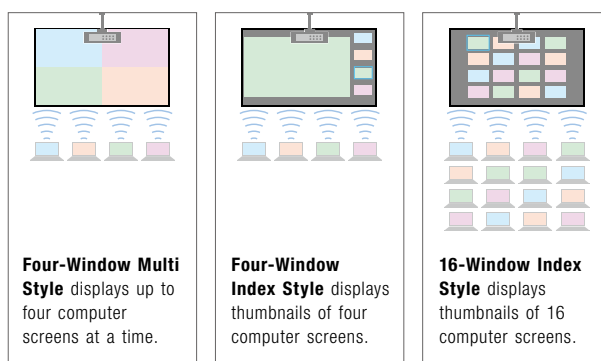 Four-Window Multi
Style displays up to
four computer
screens at a time.
Four-Window
Index Style displays
thumbnails of four
computer screens.
16-Window Index
Style displays
thumbnails of 16
computer screens.